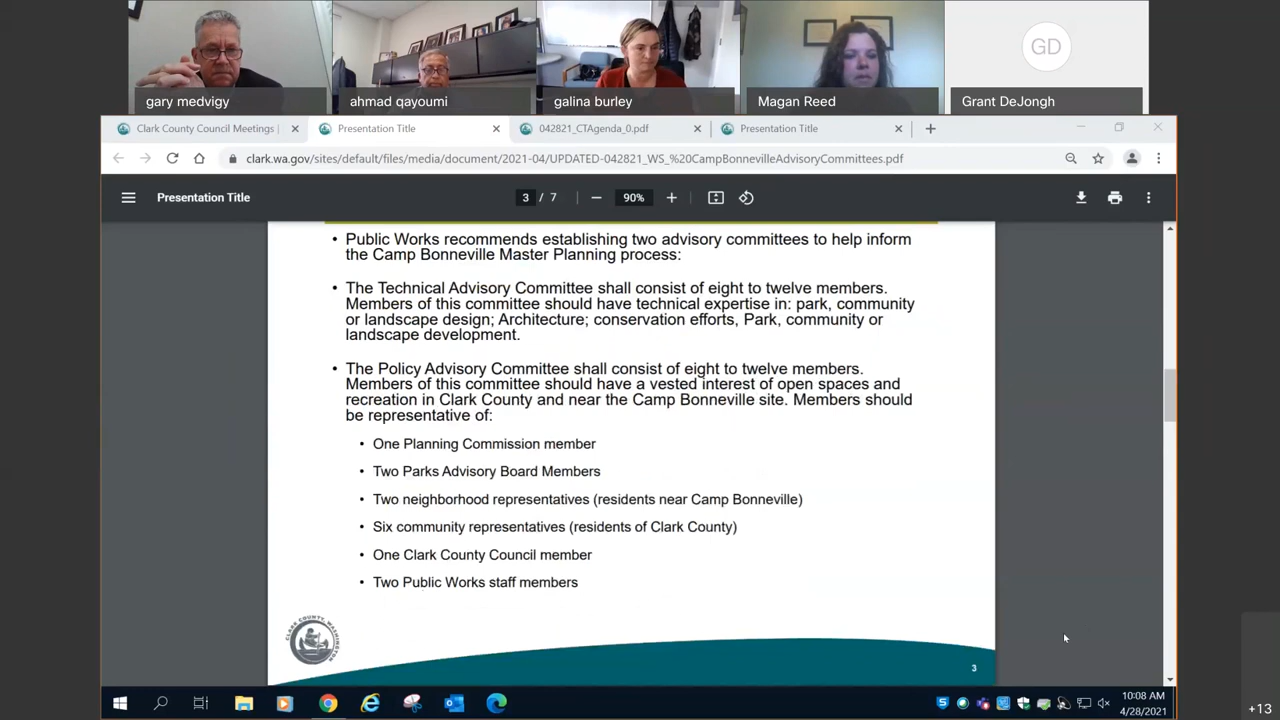 GD
gary medvigy
ahmad qayoumi
galina burley
Magan Reed
Grant DeJongh
Clark County Council Meetings |
Presentation Title
042821_CTAgenda_0.pdf
Presentation Title
clark.wa.gov/sites/default/files/media/document/2021-04/UPDATED-042821_WS_%20CampBonnevilleAdvisoryCommittees.pdf
Presentation Title
3 / 7
90%
• Public Works recommends establishing two advisory committees to help inform
the Camp Bonneville Master Planning process:
• The Technical Advisory Committee shall consist of eight to twelve members.
Members of this committee should have technical expertise in: park, community
or landscape design; Architecture; conservation efforts, Park, community or
landscape development.
• The Policy Advisory Committee shall consist of eight to twelve members.
Members of this committee should have a vested interest of open spaces and
recreation in Clark County and near the Camp Bonneville site. Members should
be representative of:
• One Planning Commission member
• Two Parks Advisory Board Members
• Two neighborhood representatives (residents near Camp Bonneville)
• Six community representatives (residents of Clark County)
• One Clark County Council member
• Two Public Works staff members
CLARK COUNTY, WASHINGTON
3
10:08 AM
4/28/2021
+13